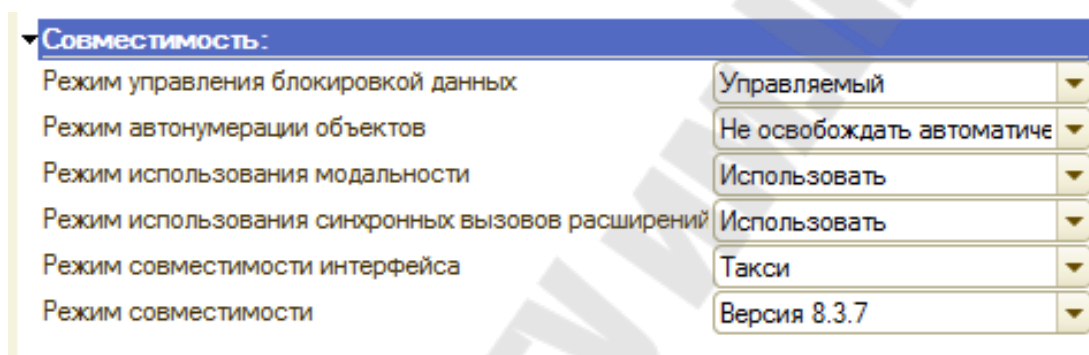 Совместимость:
Режим управления блокировкой данных Управляемый
Режим автонумерации объектов Не освобождать автоматиче
Режим использования модальности Использовать
Режим использования синхронных вызовов расширений Использовать
Режим совместимости интерфейса Такси
Режим совместимости Версия 8.3.7